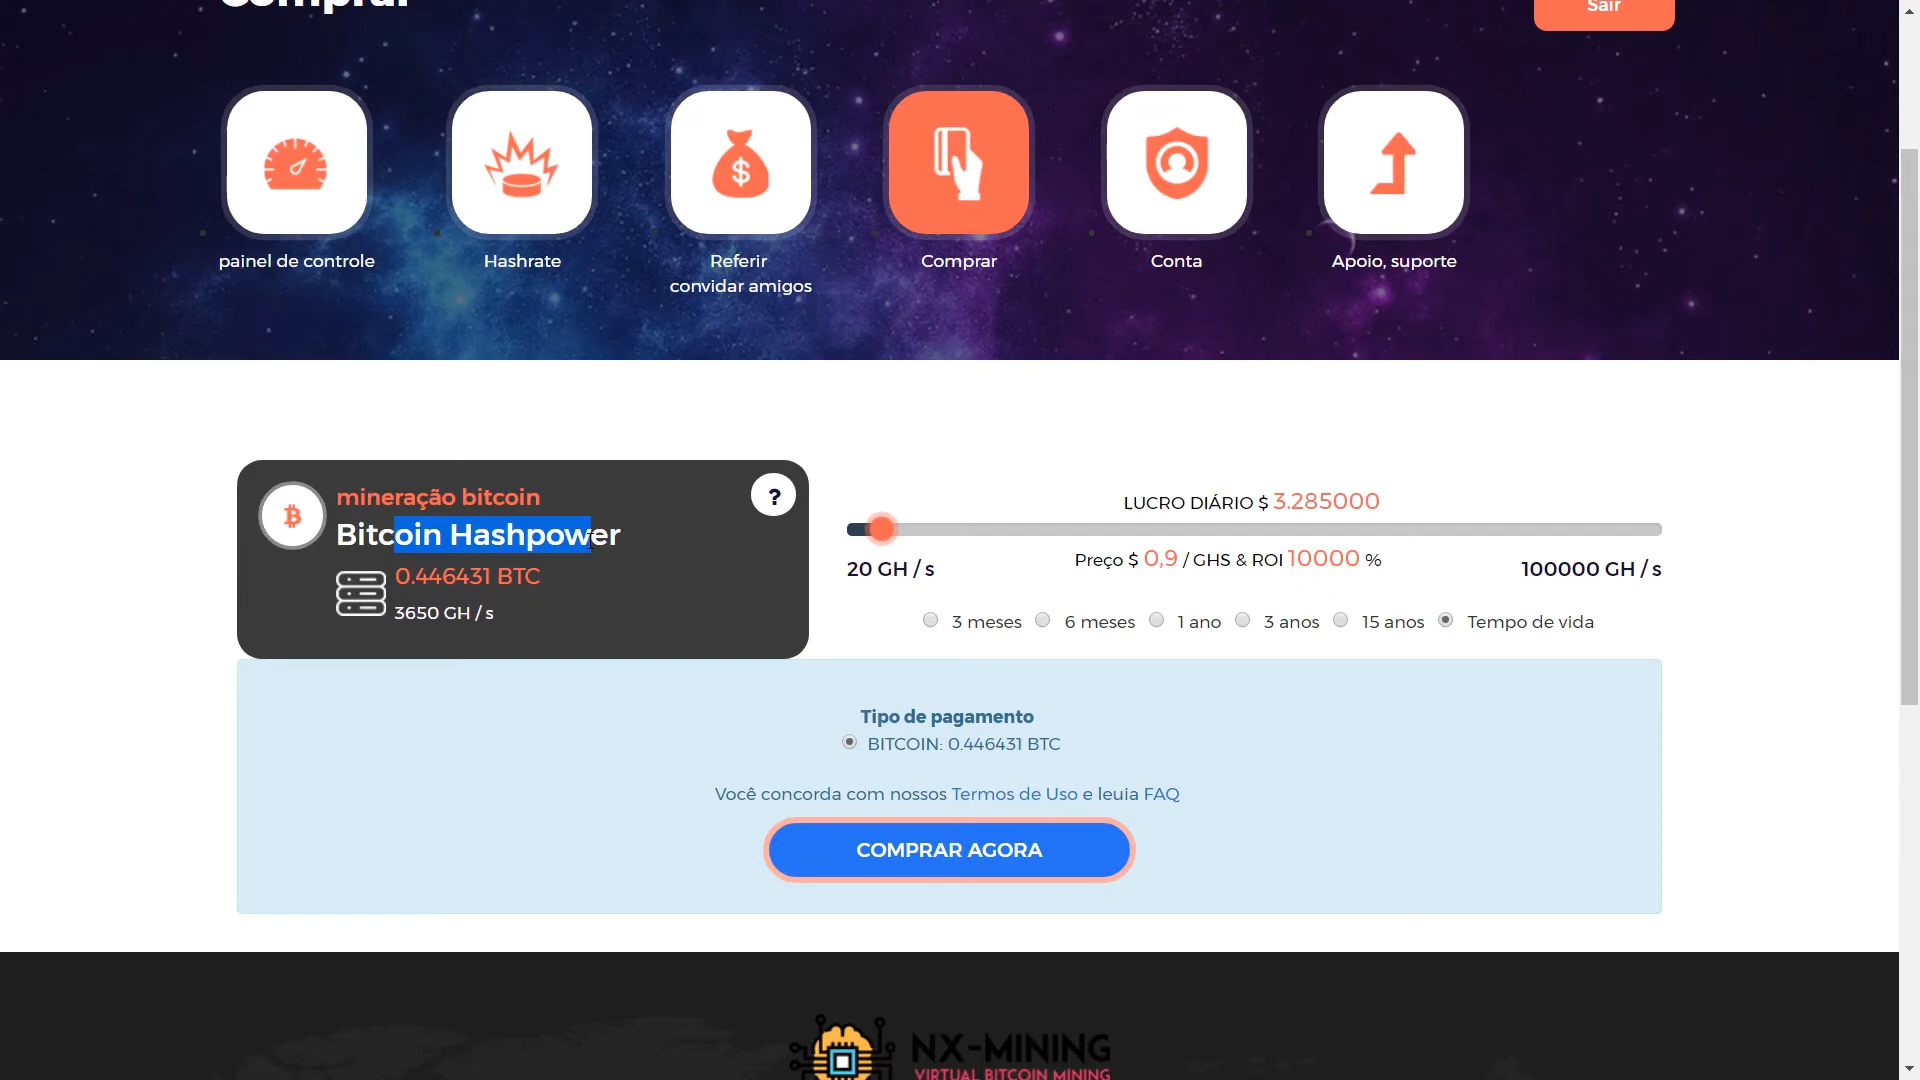 Comprar
Sair
painel de controle
Hashrate
Referir
convidar amigos
Comprar
Conta
Apoio, suporte
mineração bitcoin
?
Bitcoin Hashpower
0.446431 BTC
3650 GH / s
LUCRO DIÁRIO $ 3.285000
20 GH / s
Preço $ 0,9 / GHS & ROI 10000 %
100000 GH / s
3 meses
6 meses
1 ano
3 anos
15 anos
Tempo de vida
Tipo de pagamento
BITCOIN: 0.446431 BTC
Você concorda com nossos Termos de Uso e leuia FAQ
COMPRAR AGORA
NX-MINING
VIRTUAL BITCOIN MINING